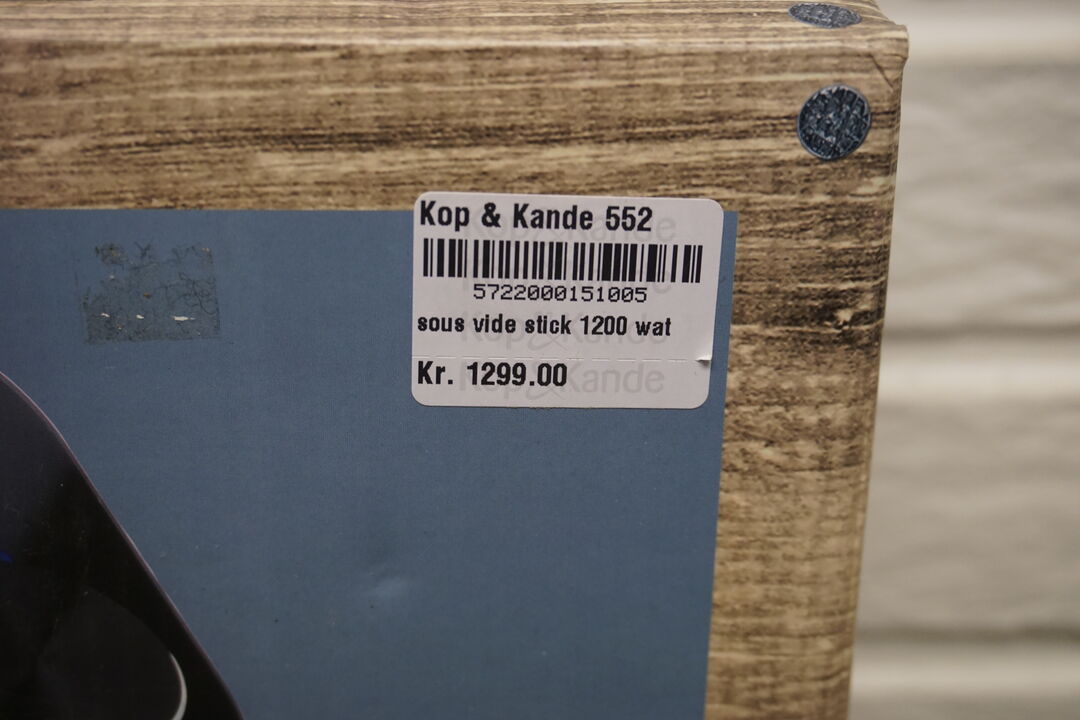 Kop & Kande 552
5722000151005
sous vide stick 1200 wat
Kr. 1299.00